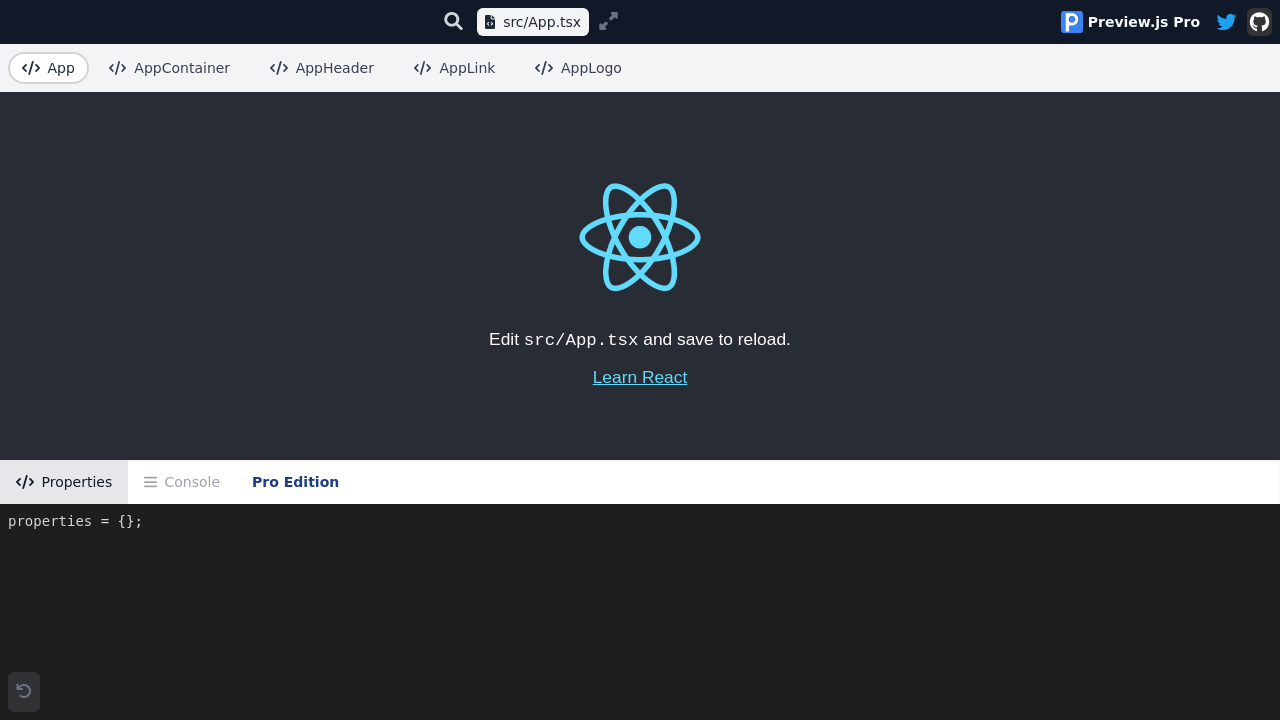 src/App.tsx
Preview.js Pro
App
AppContainer
AppHeader
AppLink
AppLogo
Edit src/App.tsx and save to reload.
Learn React
Properties
Console
Pro Edition
properties = {};